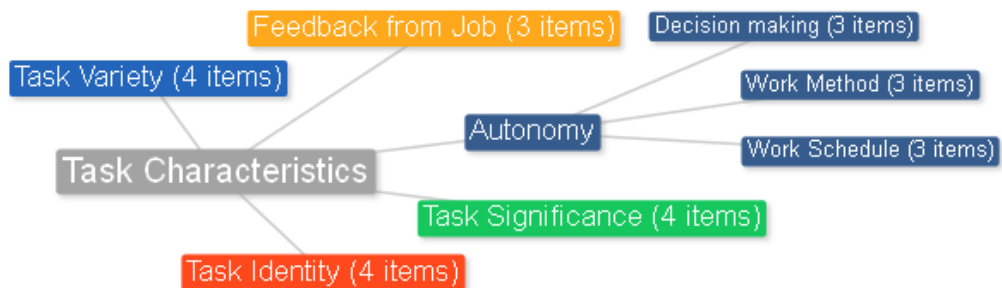 Feedback from Job (3 items)
Decision making (3 items)
Task Variety (4 items)
Work Method (3 items)
Autonomy
Work Schedule (3 items)
Task Characteristics
Task Significance (4 items)
Task Identity (4 items)